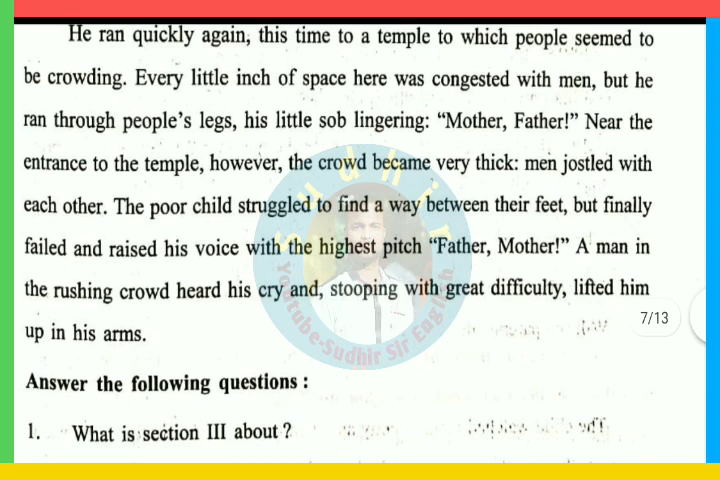 He ran quickly again, this time to a temple to which people seemed to
be crowding. Every little inch of space here was congested with men, but he
ran through people's legs, his little sob lingering: “Mother, Father!” Near the
entrance to the temple, however, the crowd became very thick: men jostled with
each other. The poor child struggled to find a way between their feet, but finally
failed and raised his voice with the highest pitch “Father, Mother!” A man in
the rushing crowd heard his cry and, stooping with great difficulty, lifted him
up in his arms.
7/13
Answer the following questions :
1. What is section III about ?
Sudhir
Youtube-Sudhir Sir English